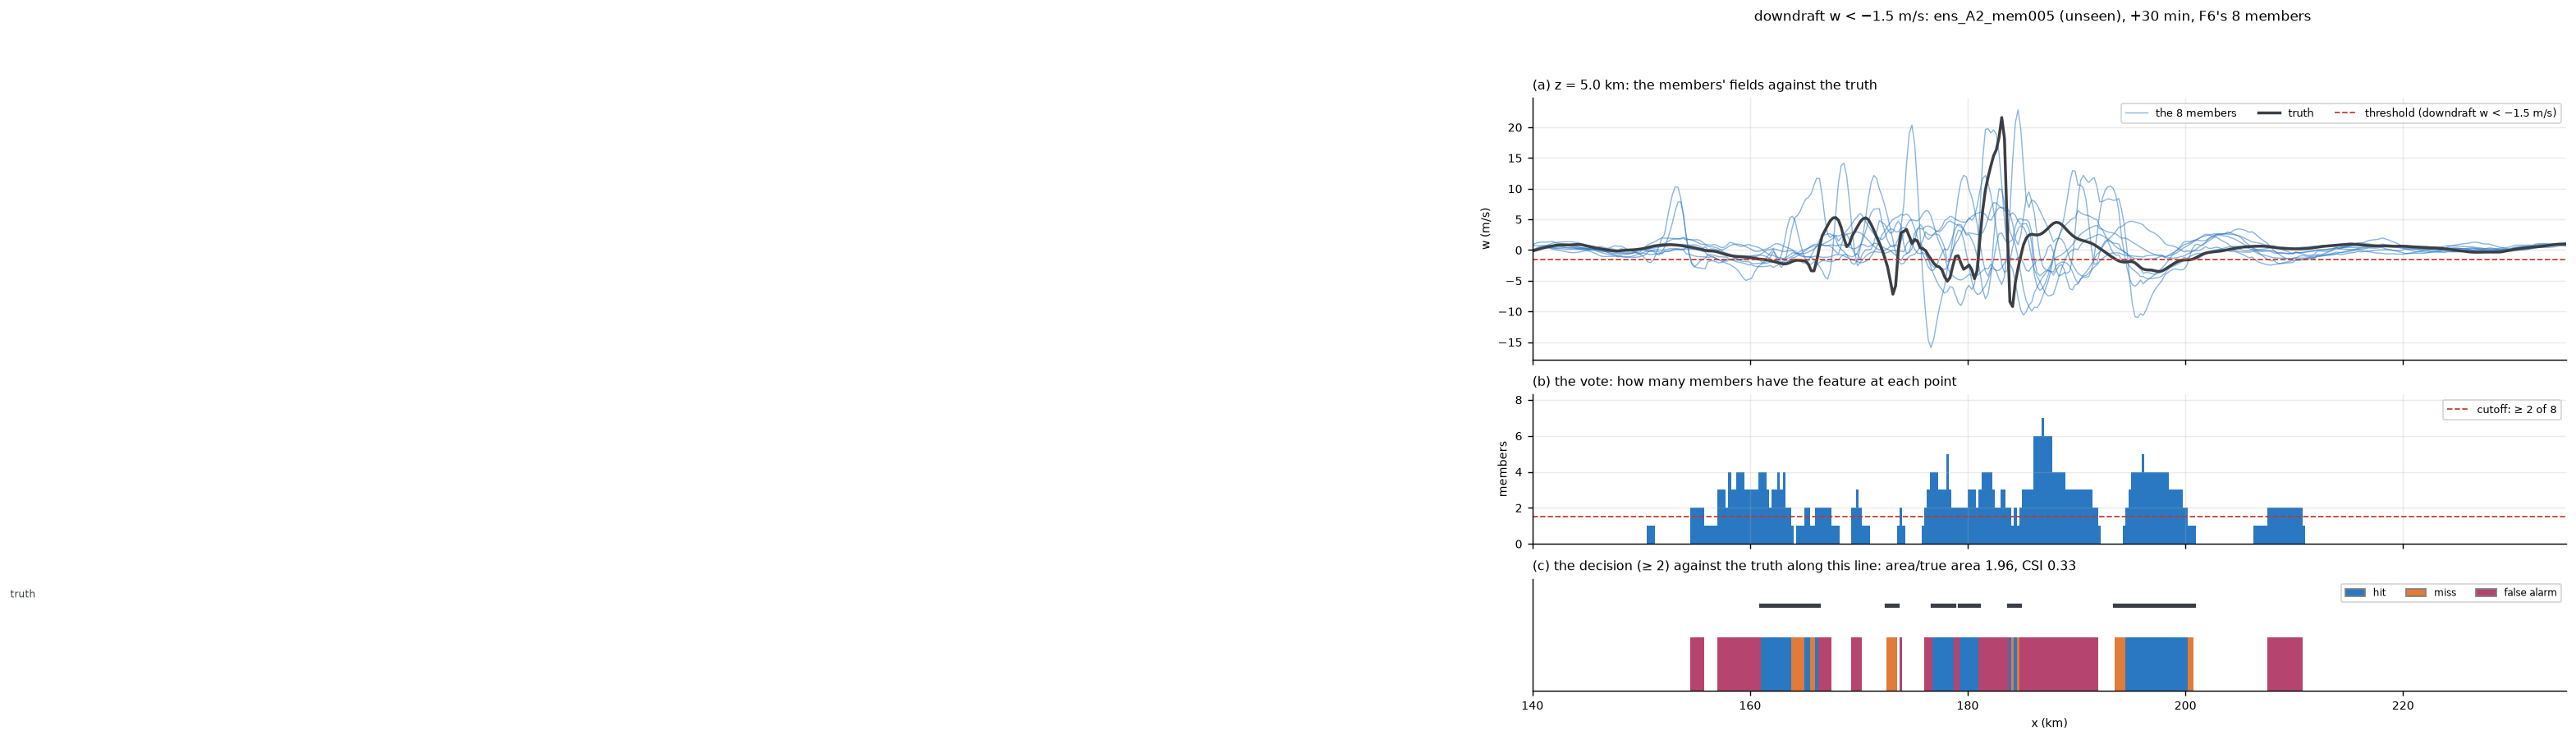 downdraft w < −1.5 m/s: ens_A2_mem005 (unseen), +30 min, F6's 8 members
(a) z = 5.0 km: the members' fields against the truth
the 8 members
truth
threshold (downdraft w < −1.5 m/s)
20
15
10
5
0
−5
−10
−15
w (m/s)
(b) the vote: how many members have the feature at each point
cutoff: ≥ 2 of 8
8
6
4
2
0
members
(c) the decision (≥ 2) against the truth along this line: area/true area 1.96, CSI 0.33
hit
miss
false alarm
truth
140
160
180
200
220
x (km)